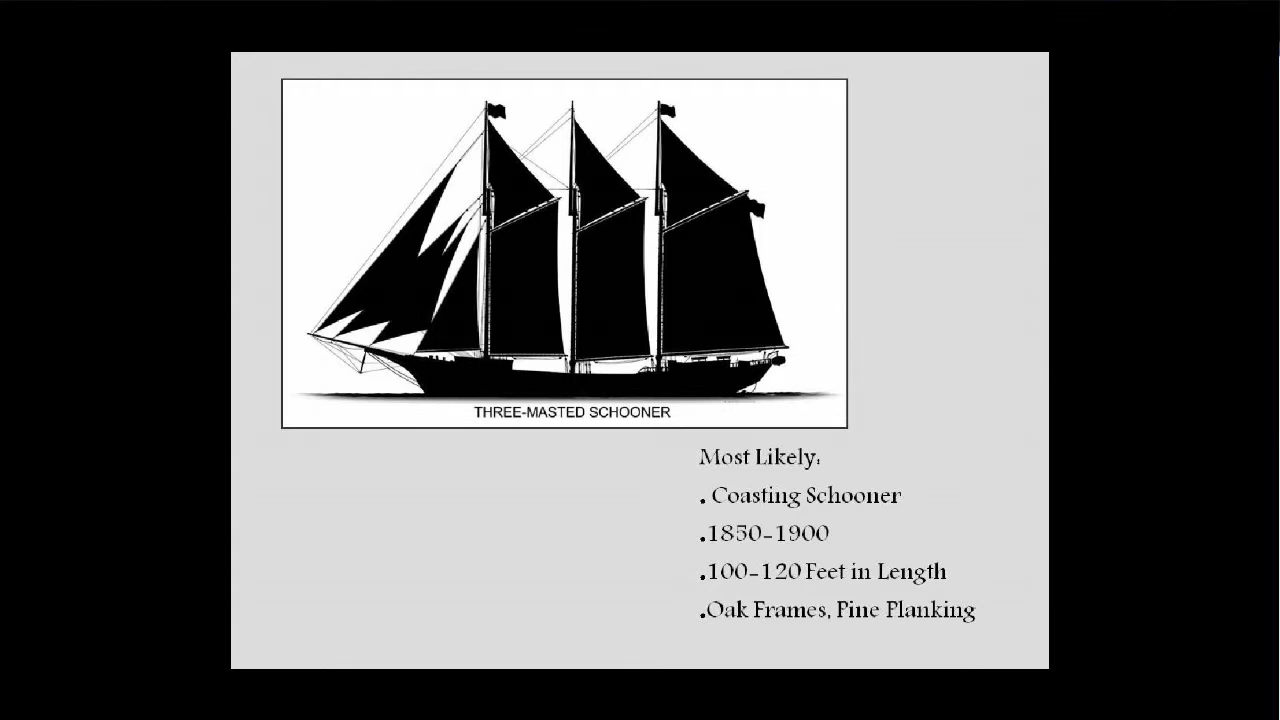 THREE-MASTED SCHOONER
Most Likely:
. Coasting Schooner
.1850-1900
.100-120 Feet in Length
.Oak Frames, Pine Planking